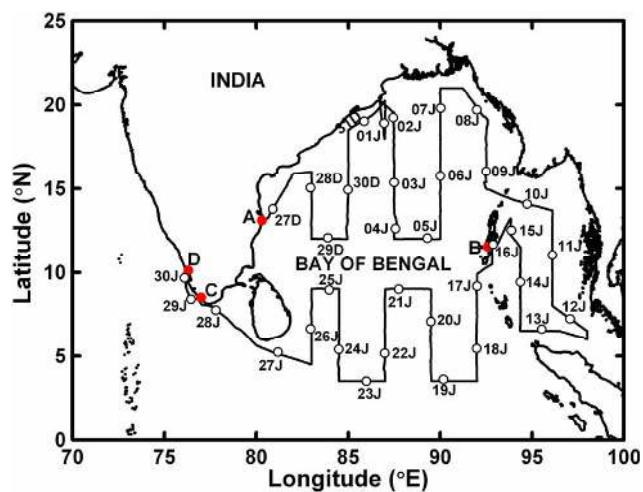 25
20
15
10
5
0
Latitude (°N)
INDIA
BAY OF BENGAL
A
B
C
D
27D
28D
29D
30D
31D
01J
02J
03J
04J
05J
06J
07J
08J
09J
10J
11J
12J
13J
14J
15J
16J
17J
18J
19J
20J
21J
22J
23J
24J
25J
26J
27J
28J
29J
30J
70 75 80 85 90 95 100
Longitude (°E)